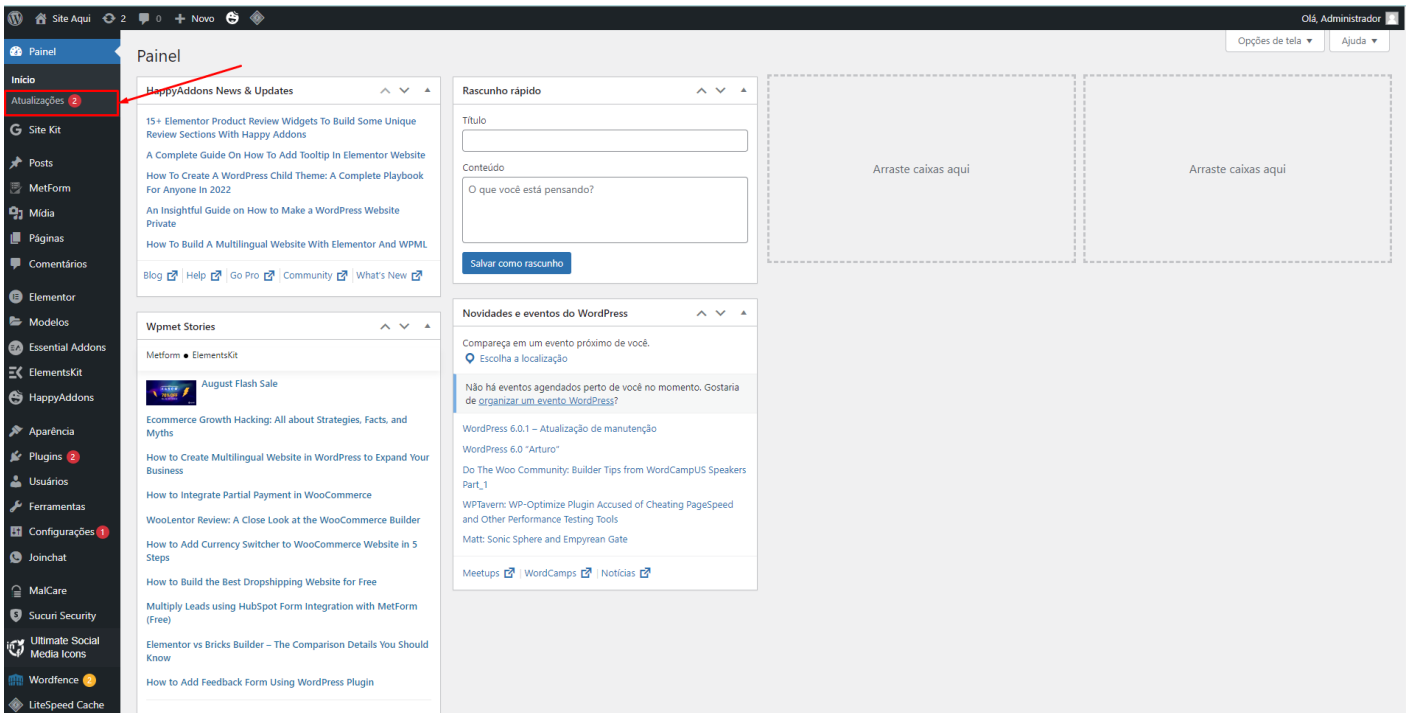 Site Aqui 2 0 + Novo
Olá, Administrador
Painel
Início
Atualizações 2
Site Kit
Posts
MetForm
Mídia
Páginas
Comentários
Elementor
Modelos
Essential Addons
ElementsKit
HappyAddons
Aparência
Plugins 2
Usuários
Ferramentas
Configurações 1
Joinchat
MalCare
Sucuri Security
Ultimate Social
Media Icons
Wordfence 2
LiteSpeed Cache
Painel
Opções de tela ▼
Ajuda ▼
HappyAddons News & Updates
15+ Elementor Product Review Widgets To Build Some Unique
Review Sections With Happy Addons
A Complete Guide On How To Add Tooltip In Elementor Website
How To Create A WordPress Child Theme: A Complete Playbook
For Anyone In 2022
An Insightful Guide on How to Make a WordPress Website
Private
How To Build A Multilingual Website With Elementor And WPML
Blog | Help | Go Pro | Community | What's New
Wpmet Stories
Metform ● ElementsKit
August Flash Sale
Ecommerce Growth Hacking: All about Strategies, Facts, and
Myths
How to Create Multilingual Website in WordPress to Expand Your
Business
How to Integrate Partial Payment in WooCommerce
WooLentor Review: A Close Look at the WooCommerce Builder
How to Add Currency Switcher to WooCommerce Website in 5
Steps
How to Build the Best Dropshipping Website for Free
Multiply Leads using HubSpot Form Integration with MetForm
(Free)
Elementor vs Bricks Builder – The Comparison Details You Should
Know
How to Add Feedback Form Using WordPress Plugin
Rascunho rápido
Título
Conteúdo
O que você está pensando?
Salvar como rascunho
Novidades e eventos do WordPress
Compareça em um evento próximo de você.
Escolha a localização
Não há eventos agendados perto de você no momento. Gostaria
de organizar um evento WordPress?
WordPress 6.0.1 – Atualização de manutenção
WordPress 6.0 "Arturo"
Do The Woo Community: Builder Tips from WordCampUS Speakers
Part_1
WPTavern: WP-Optimize Plugin Accused of Cheating PageSpeed
and Other Performance Testing Tools
Matt: Sonic Sphere and Empyrean Gate
Meetups | WordCamps | Notícias
Arraste caixas aqui
Arraste caixas aqui